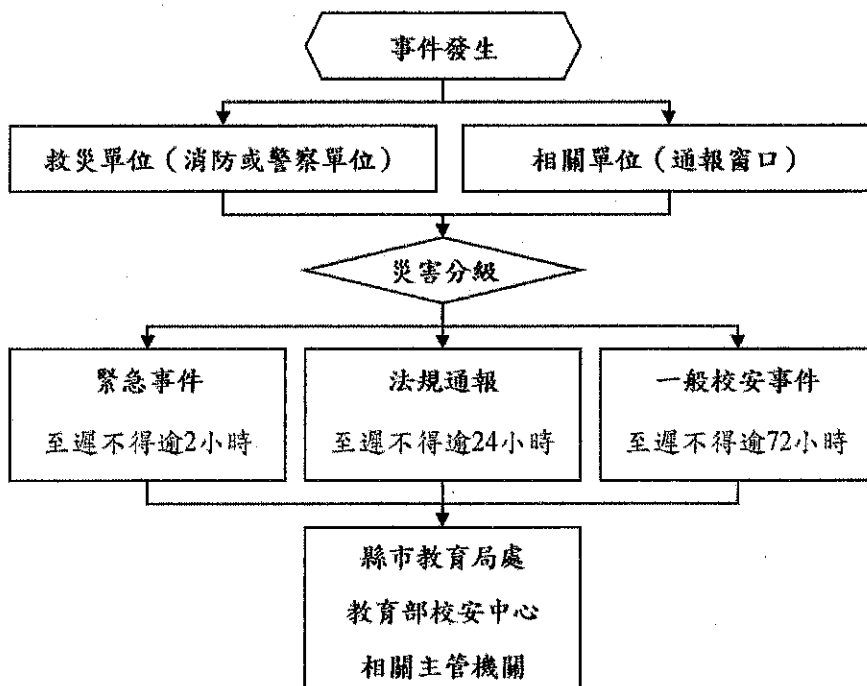 事件發生
救災單位（消防或警察單位）
相關單位（通報窗口）
災害分級
緊急事件
至遲不得逾2小時
法規通報
至遲不得逾24小時
一般校安事件
至遲不得逾72小時
縣市教育局處
教育部校安中心
相關主管機關